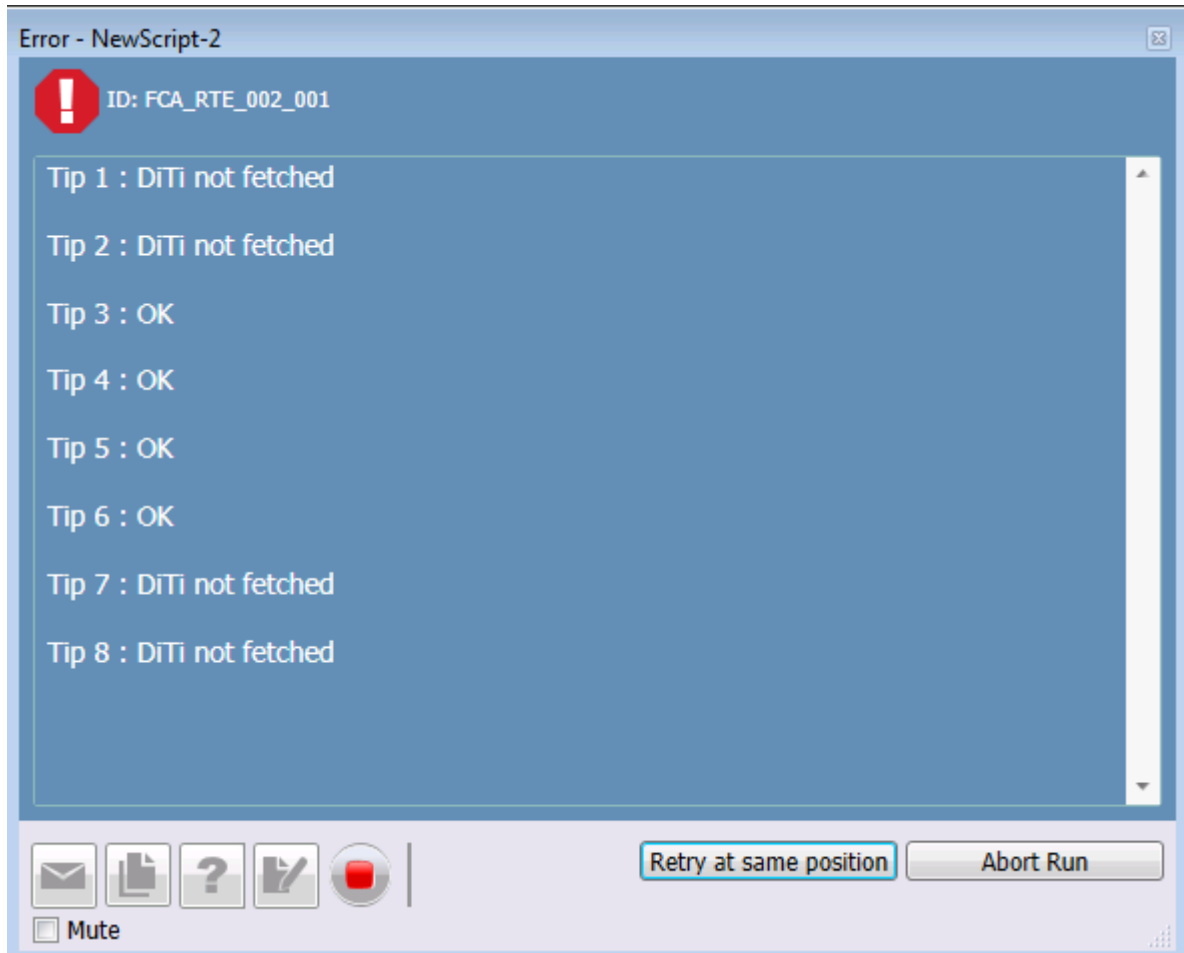 Error - NewScript-2
ID: FCA_RTE_002_001
Tip 1 : DiTi not fetched
Tip 2 : DiTi not fetched
Tip 3 : OK
Tip 4 : OK
Tip 5 : OK
Tip 6 : OK
Tip 7 : DiTi not fetched
Tip 8 : DiTi not fetched
Retry at same position Abort Run
Mute